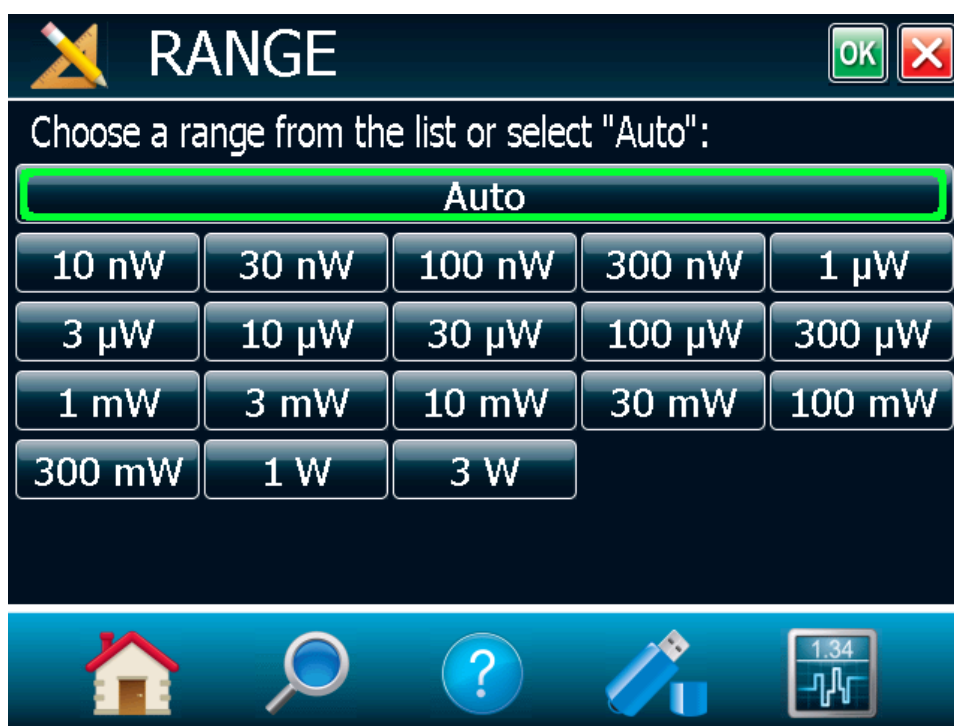 RANGE OK
Choose a range from the list or select "Auto":
Auto
10 nW 30 nW 100 nW 300 nW 1 µW
3 µW 10 µW 30 µW 100 µW 300 µW
1 mW 3 mW 10 mW 30 mW 100 mW
300 mW 1 W 3 W
? 1.34